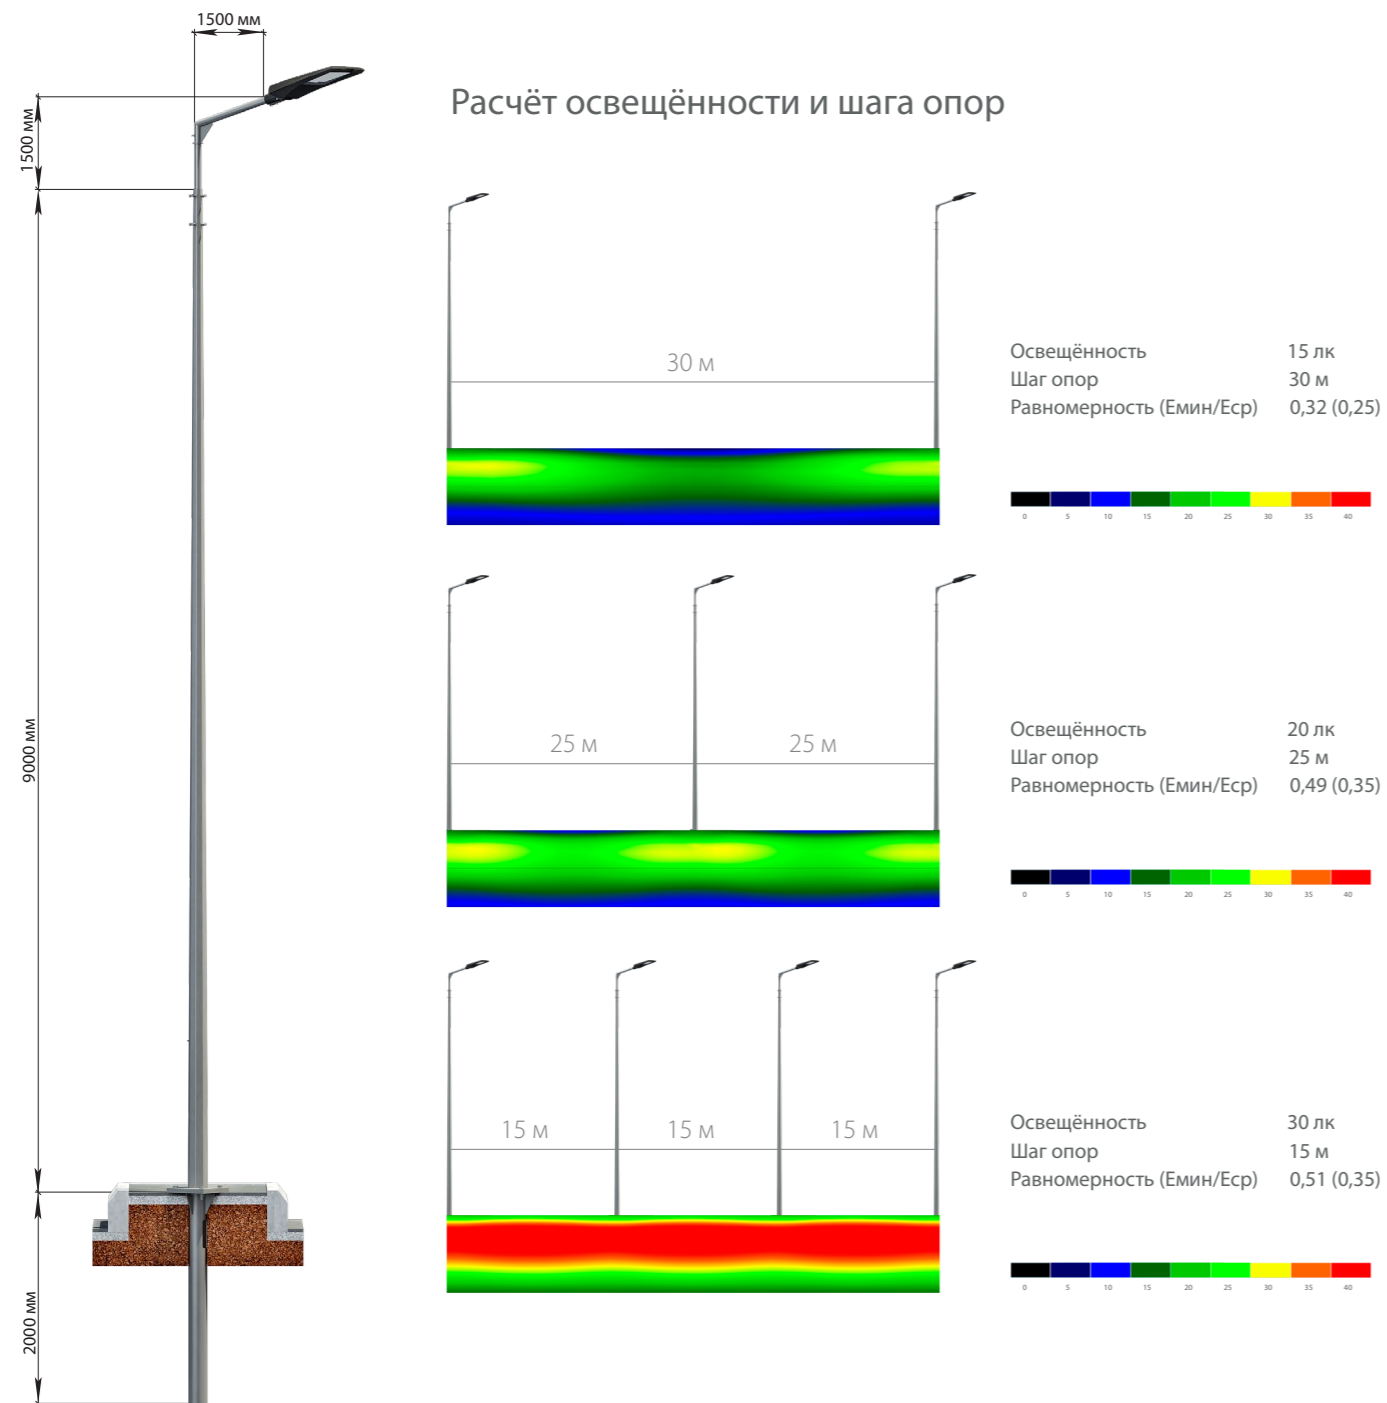 1500 мм
Расчёт освещённости и шага опор
1500 мм
9000 мм
2000 мм
30 м
Освещённость 15 лк
Шаг опор 30 м
Равномерность (Емин/Еср) 0,32 (0,25)
0 5 10 15 20 25 30 35 40
25 м 25 м
Освещённость 20 лк
Шаг опор 25 м
Равномерность (Емин/Еср) 0,49 (0,35)
0 5 10 15 20 25 30 35 40
15 м 15 м 15 м
Освещённость 30 лк
Шаг опор 15 м
Равномерность (Емин/Еср) 0,51 (0,35)
0 5 10 15 20 25 30 35 40